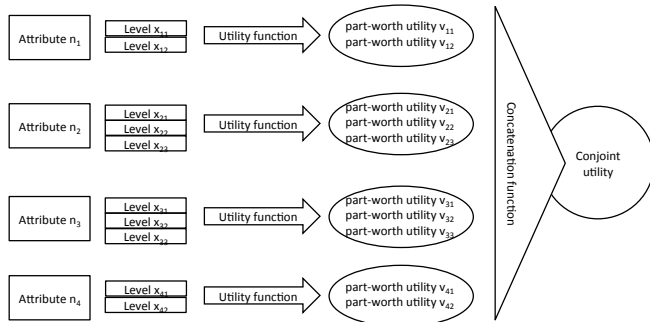 Attribute n₁
Level x₁₁
Level x₁₂
Utility function
part-worth utility v₁₁
part-worth utility v₁₂
Attribute n₂
Level x₂₁
Level x₂₂
Level x₂₃
Utility function
part-worth utility v₂₁
part-worth utility v₂₂
part-worth utility v₂₃
Attribute n₃
Level x₃₁
Level x₃₂
Level x₃₃
Utility function
part-worth utility v₃₁
part-worth utility v₃₂
part-worth utility v₃₃
Attribute n₄
Level x₄₁
Level x₄₂
Utility function
part-worth utility v₄₁
part-worth utility v₄₂
Concatenation function
Conjoint
utility